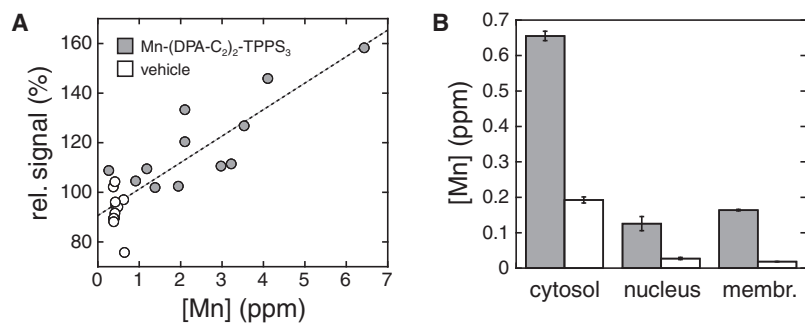 A
Mn-(DPA-C₂)₂-TPPS₃
vehicle
rel. signal (%)
160
140
120
100
80
0 1 2 3 4 5 6 7
[Mn] (ppm)
B
[Mn] (ppm)
0.7
0.6
0.5
0.4
0.3
0.2
0.1
0
cytosol nucleus membr.